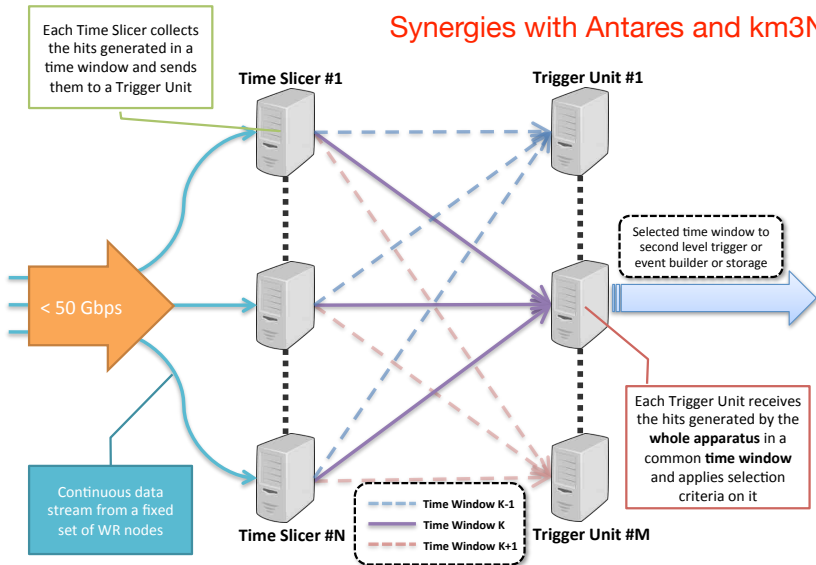 Synergies with Antares and km3N
Each Time Slicer collects
the hits generated in a
time window and sends
them to a Trigger Unit
Time Slicer #1
Trigger Unit #1
Selected time window to
second level trigger or
event builder or storage
< 50 Gbps
Each Trigger Unit receives
the hits generated by the
whole apparatus in a
common time window
and applies selection
criteria on it
Continuous data
stream from a fixed
set of WR nodes
Time Window K-1
Time Window K
Time Window K+1
Time Slicer #N
Trigger Unit #M